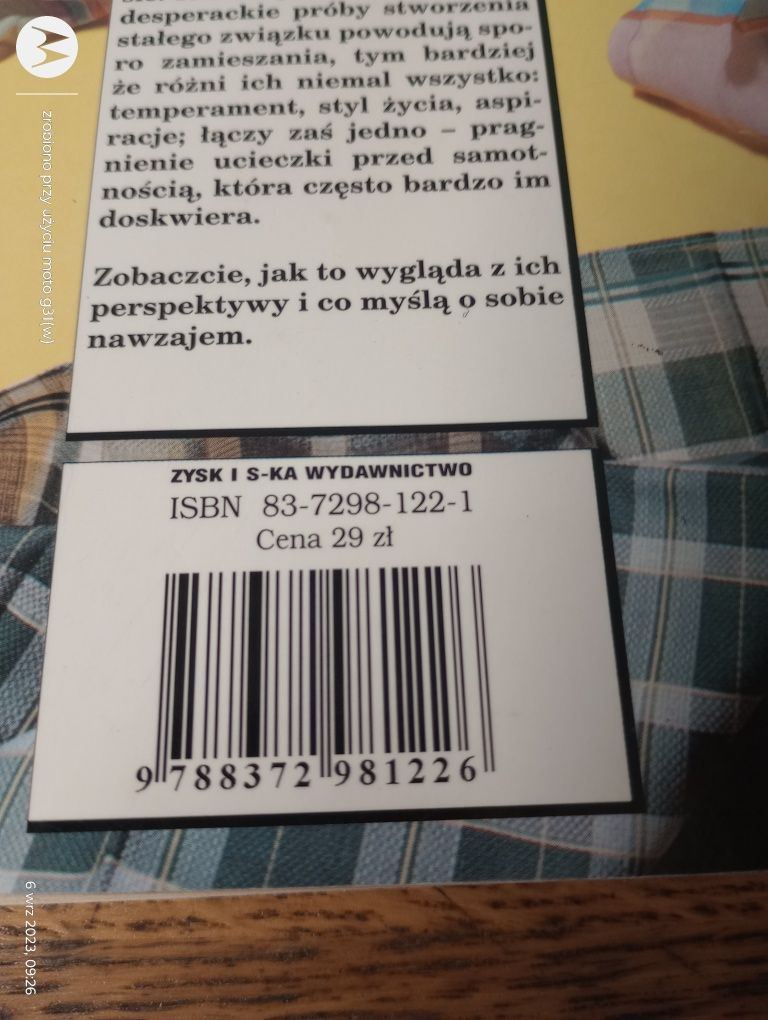 desperackie próby stworzenia
stałego związku powodują spo-
ro zamieszania, tym bardziej
że różni ich niemal wszystko:
temperament, styl życia, aspi-
racje; łączy zaś jedno – prag-
nienie ucieczki przed samot-
nością, która często bardzo im
doskwiera.
Zobaczcie, jak to wygląda z ich
perspektywy i co myślą o sobie
nawzajem.
ZYSK I S-KA WYDAWNICTWO
ISBN 83-7298-122-1
Cena 29 zł
9 788372 981226
zrobiono przy użyciu moto g31(w)
6 wrz 2023, 09:26